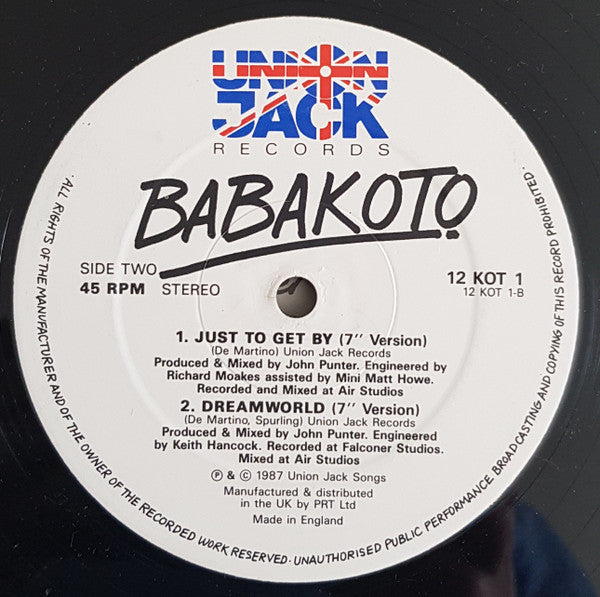 UNION
JACK
RECORDS
BABAKOTO
SIDE TWO
45 RPM STEREO
12 KOT 1
12 KOT 1-B
1. JUST TO GET BY (7'' Version)
(De Martino) Union Jack Records
Produced & Mixed by John Punter. Engineered by
Richard Moakes assisted by Mini Matt Howe.
Recorded and Mixed at Air Studios
2. DREAMWORLD (7'' Version)
(De Martino, Spurling) Union Jack Records
Produced & Mixed by John Punter. Engineered
by Keith Hancock. Recorded at Falconer Studios.
Mixed at Air Studios
℗ & © 1987 Union Jack Songs
Manufactured & distributed
in the UK by PRT Ltd
Made in England
·ALL RIGHTS OF THE MANUFACTURER AND OF THE OWNER OF THE RECORDED WORK RESERVED·UNAUTHORISED PUBLIC PERFORMANCE BROADCASTING AND COPYING OF THIS RECORD PROHIBITED·